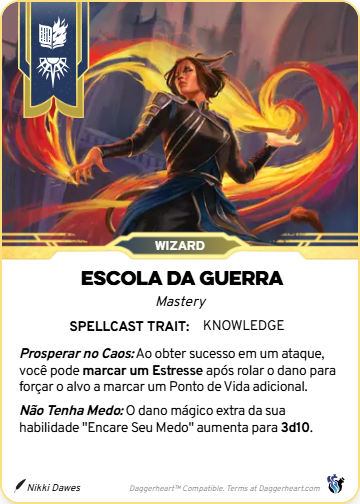 WIZARD
ESCOLA DA GUERRA
Mastery
SPELLCAST TRAIT: KNOWLEDGE
Prosperar no Caos: Ao obter sucesso em um ataque,
você pode marcar um Estresse após rolar o dano para
forçar o alvo a marcar um Ponto de Vida adicional.
Não Tenha Medo: O dano mágico extra da sua
habilidade "Encare Seu Medo" aumenta para 3d10.
Nikki Dawes
Daggerheart™ Compatible. Terms at Daggerheart.com